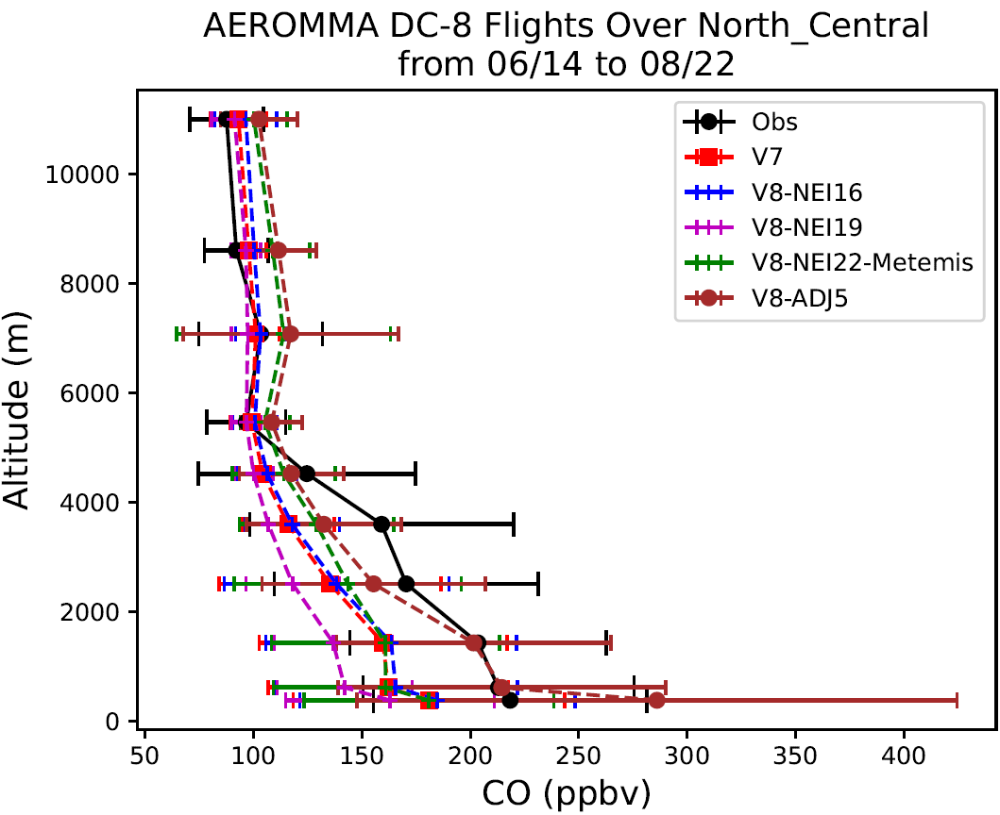 AEROMMA DC-8 Flights Over North_Central
from 06/14 to 08/22
Obs
V7
V8-NEI16
V8-NEI19
V8-NEI22-Metemis
V8-ADJ5
Altitude (m)
10000
8000
6000
4000
2000
0
50 100 150 200 250 300 350 400
CO (ppbv)